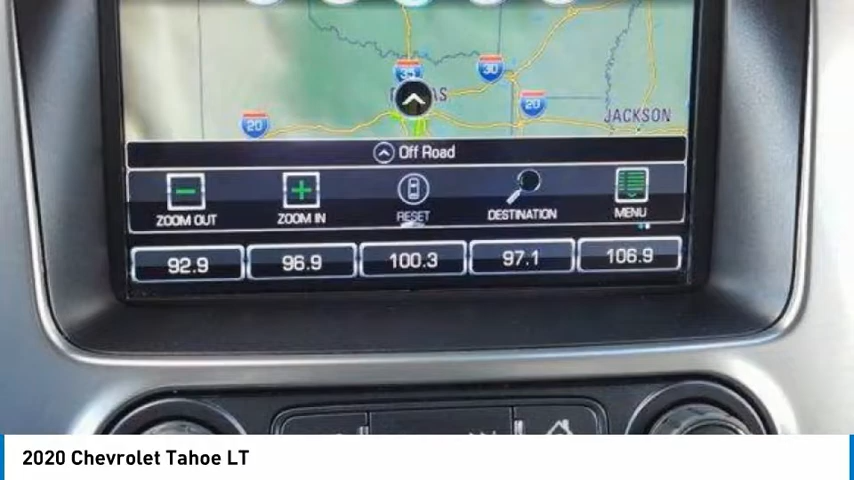 35
30
20
20
JACKSON
Off Road
ZOOM OUT ZOOM IN RESET DESTINATION MENU
92.9 96.9 100.3 97.1 106.9
2020 Chevrolet Tahoe LT